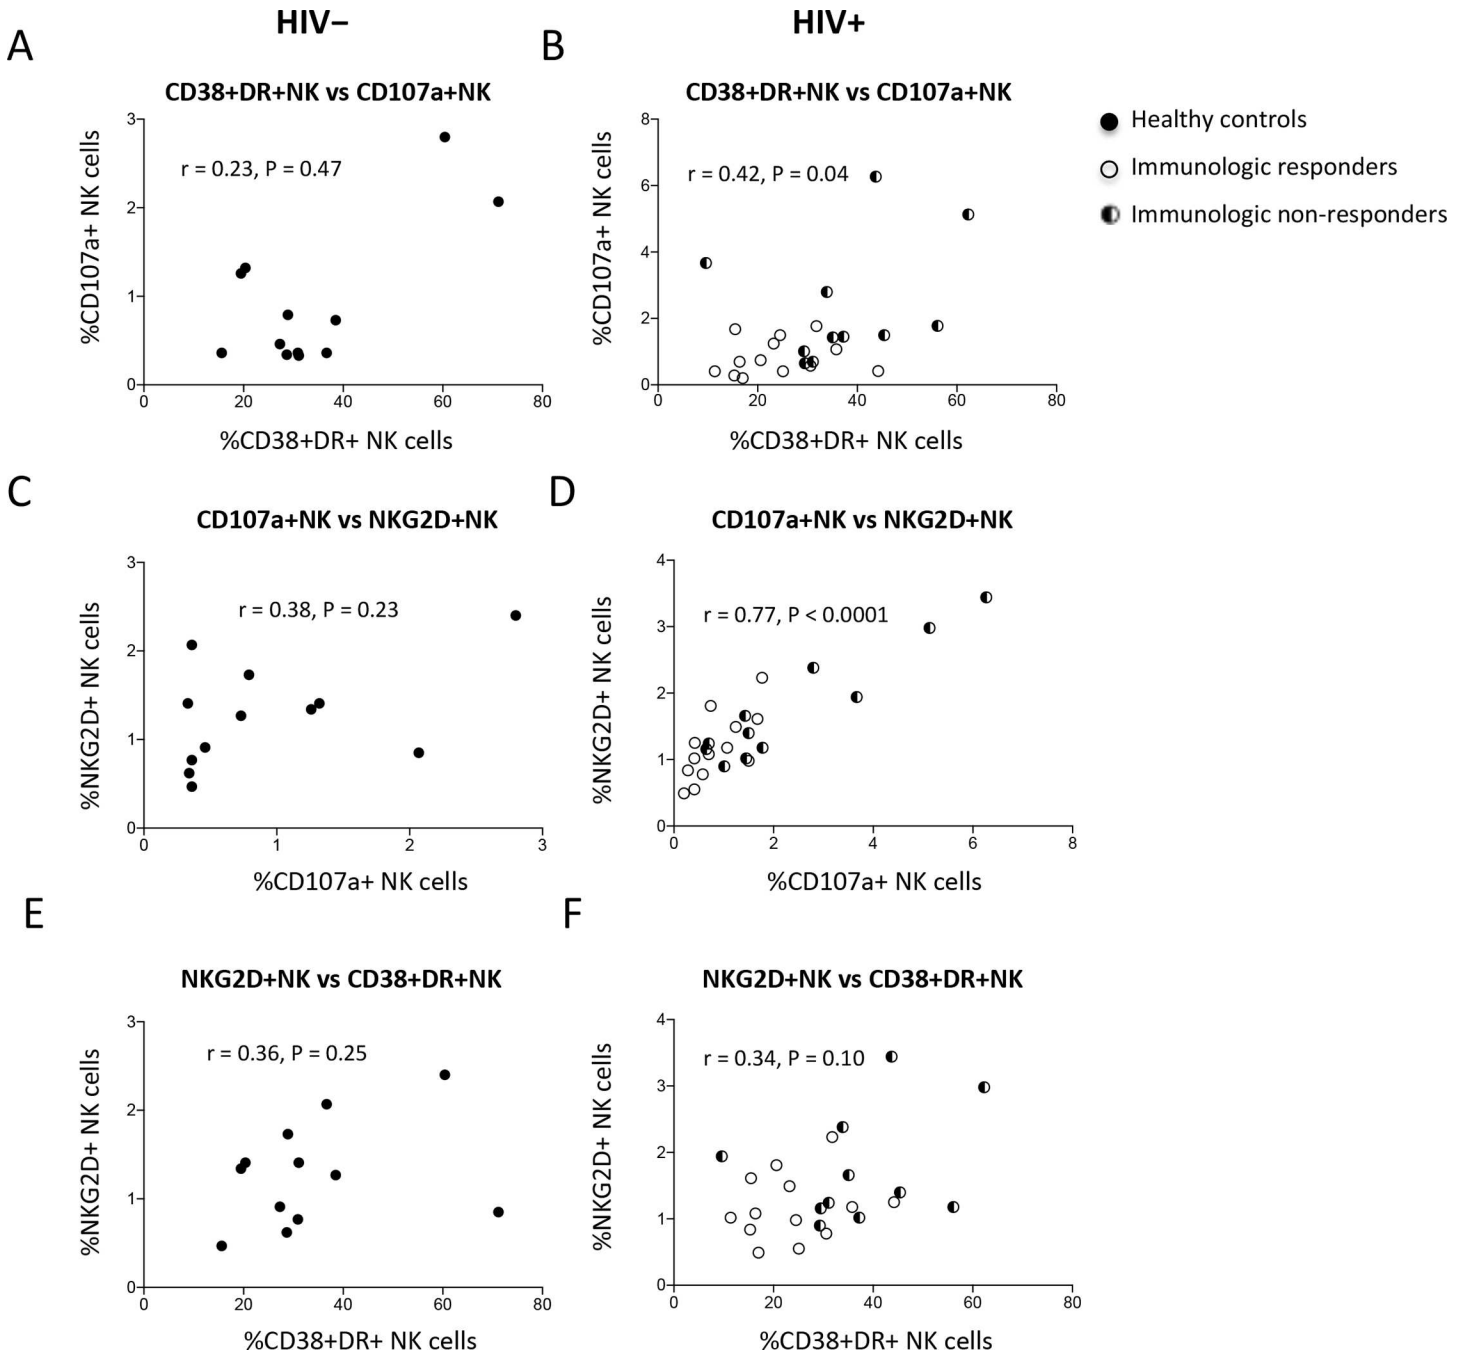 HIV– HIV+
A B
CD38+DR+NK vs CD107a+NK
%CD107a+ NK cells
r = 0.23, P = 0.47
3
2
1
0
0 20 40 60 80
%CD38+DR+ NK cells
CD38+DR+NK vs CD107a+NK
%CD107a+ NK cells
r = 0.42, P = 0.04
8
6
4
2
0
0 20 40 60 80
%CD38+DR+ NK cells
Healthy controls
Immunologic responders
Immunologic non-responders
C D
CD107a+NK vs NKG2D+NK
%NKG2D+ NK cells
r = 0.38, P = 0.23
3
2
1
0
0 1 2 3
%CD107a+ NK cells
CD107a+NK vs NKG2D+NK
%NKG2D+ NK cells
r = 0.77, P < 0.0001
4
3
2
1
0
0 2 4 6 8
%CD107a+ NK cells
E F
NKG2D+NK vs CD38+DR+NK
%NKG2D+ NK cells
r = 0.36, P = 0.25
3
2
1
0
0 20 40 60 80
%CD38+DR+ NK cells
NKG2D+NK vs CD38+DR+NK
%NKG2D+ NK cells
r = 0.34, P = 0.10
4
3
2
1
0
0 20 40 60 80
%CD38+DR+ NK cells